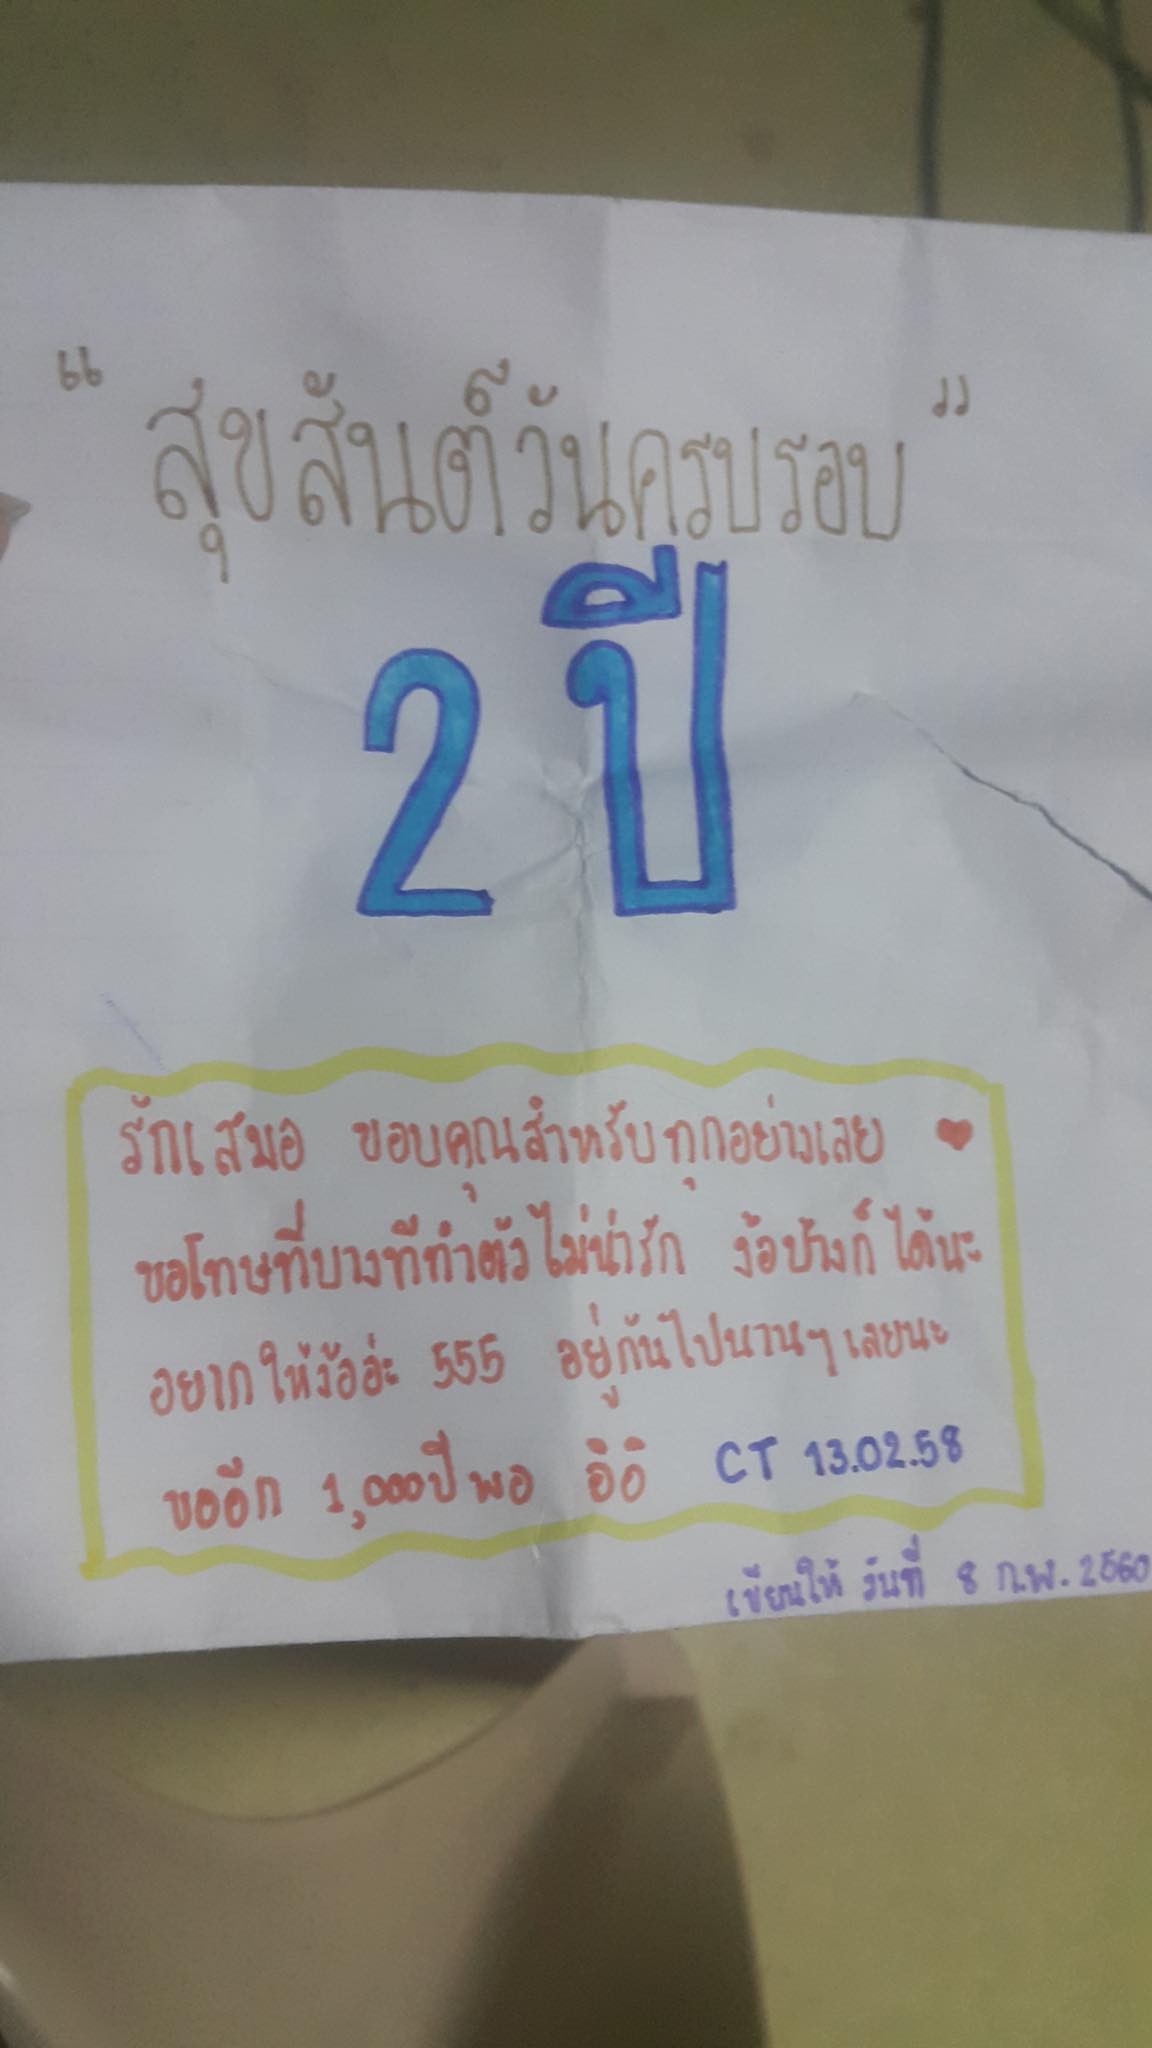 “สุขสันต์วันครบรอบ”
2 ปี
รักเสมอ ขอบคุณสำหรับทุกอย่างเลย ♥
ขอโทษที่บางทีทำตัวไม่น่ารัก ง้อบ้างก็ได้นะ
อยากให้ง้ออ่ะ 555 อยู่กันไปนานๆเลยนะ
ขออีก 1,000ปีพอ อิอิ CT 13.02.58
เขียนให้ วันที่ 8 ก.พ. 2560